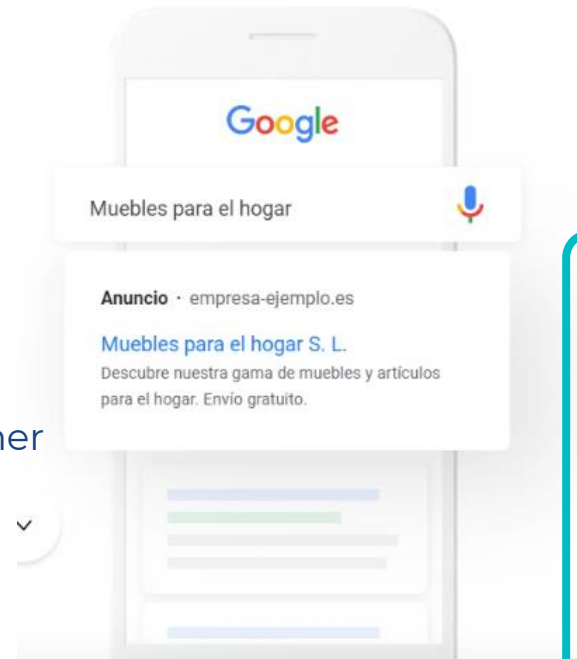 Google
Muebles para el hogar
Anuncio · empresa-ejemplo.es
Muebles para el hogar S. L.
Descubre nuestra gama de muebles y artículos
para el hogar. Envío gratuito.